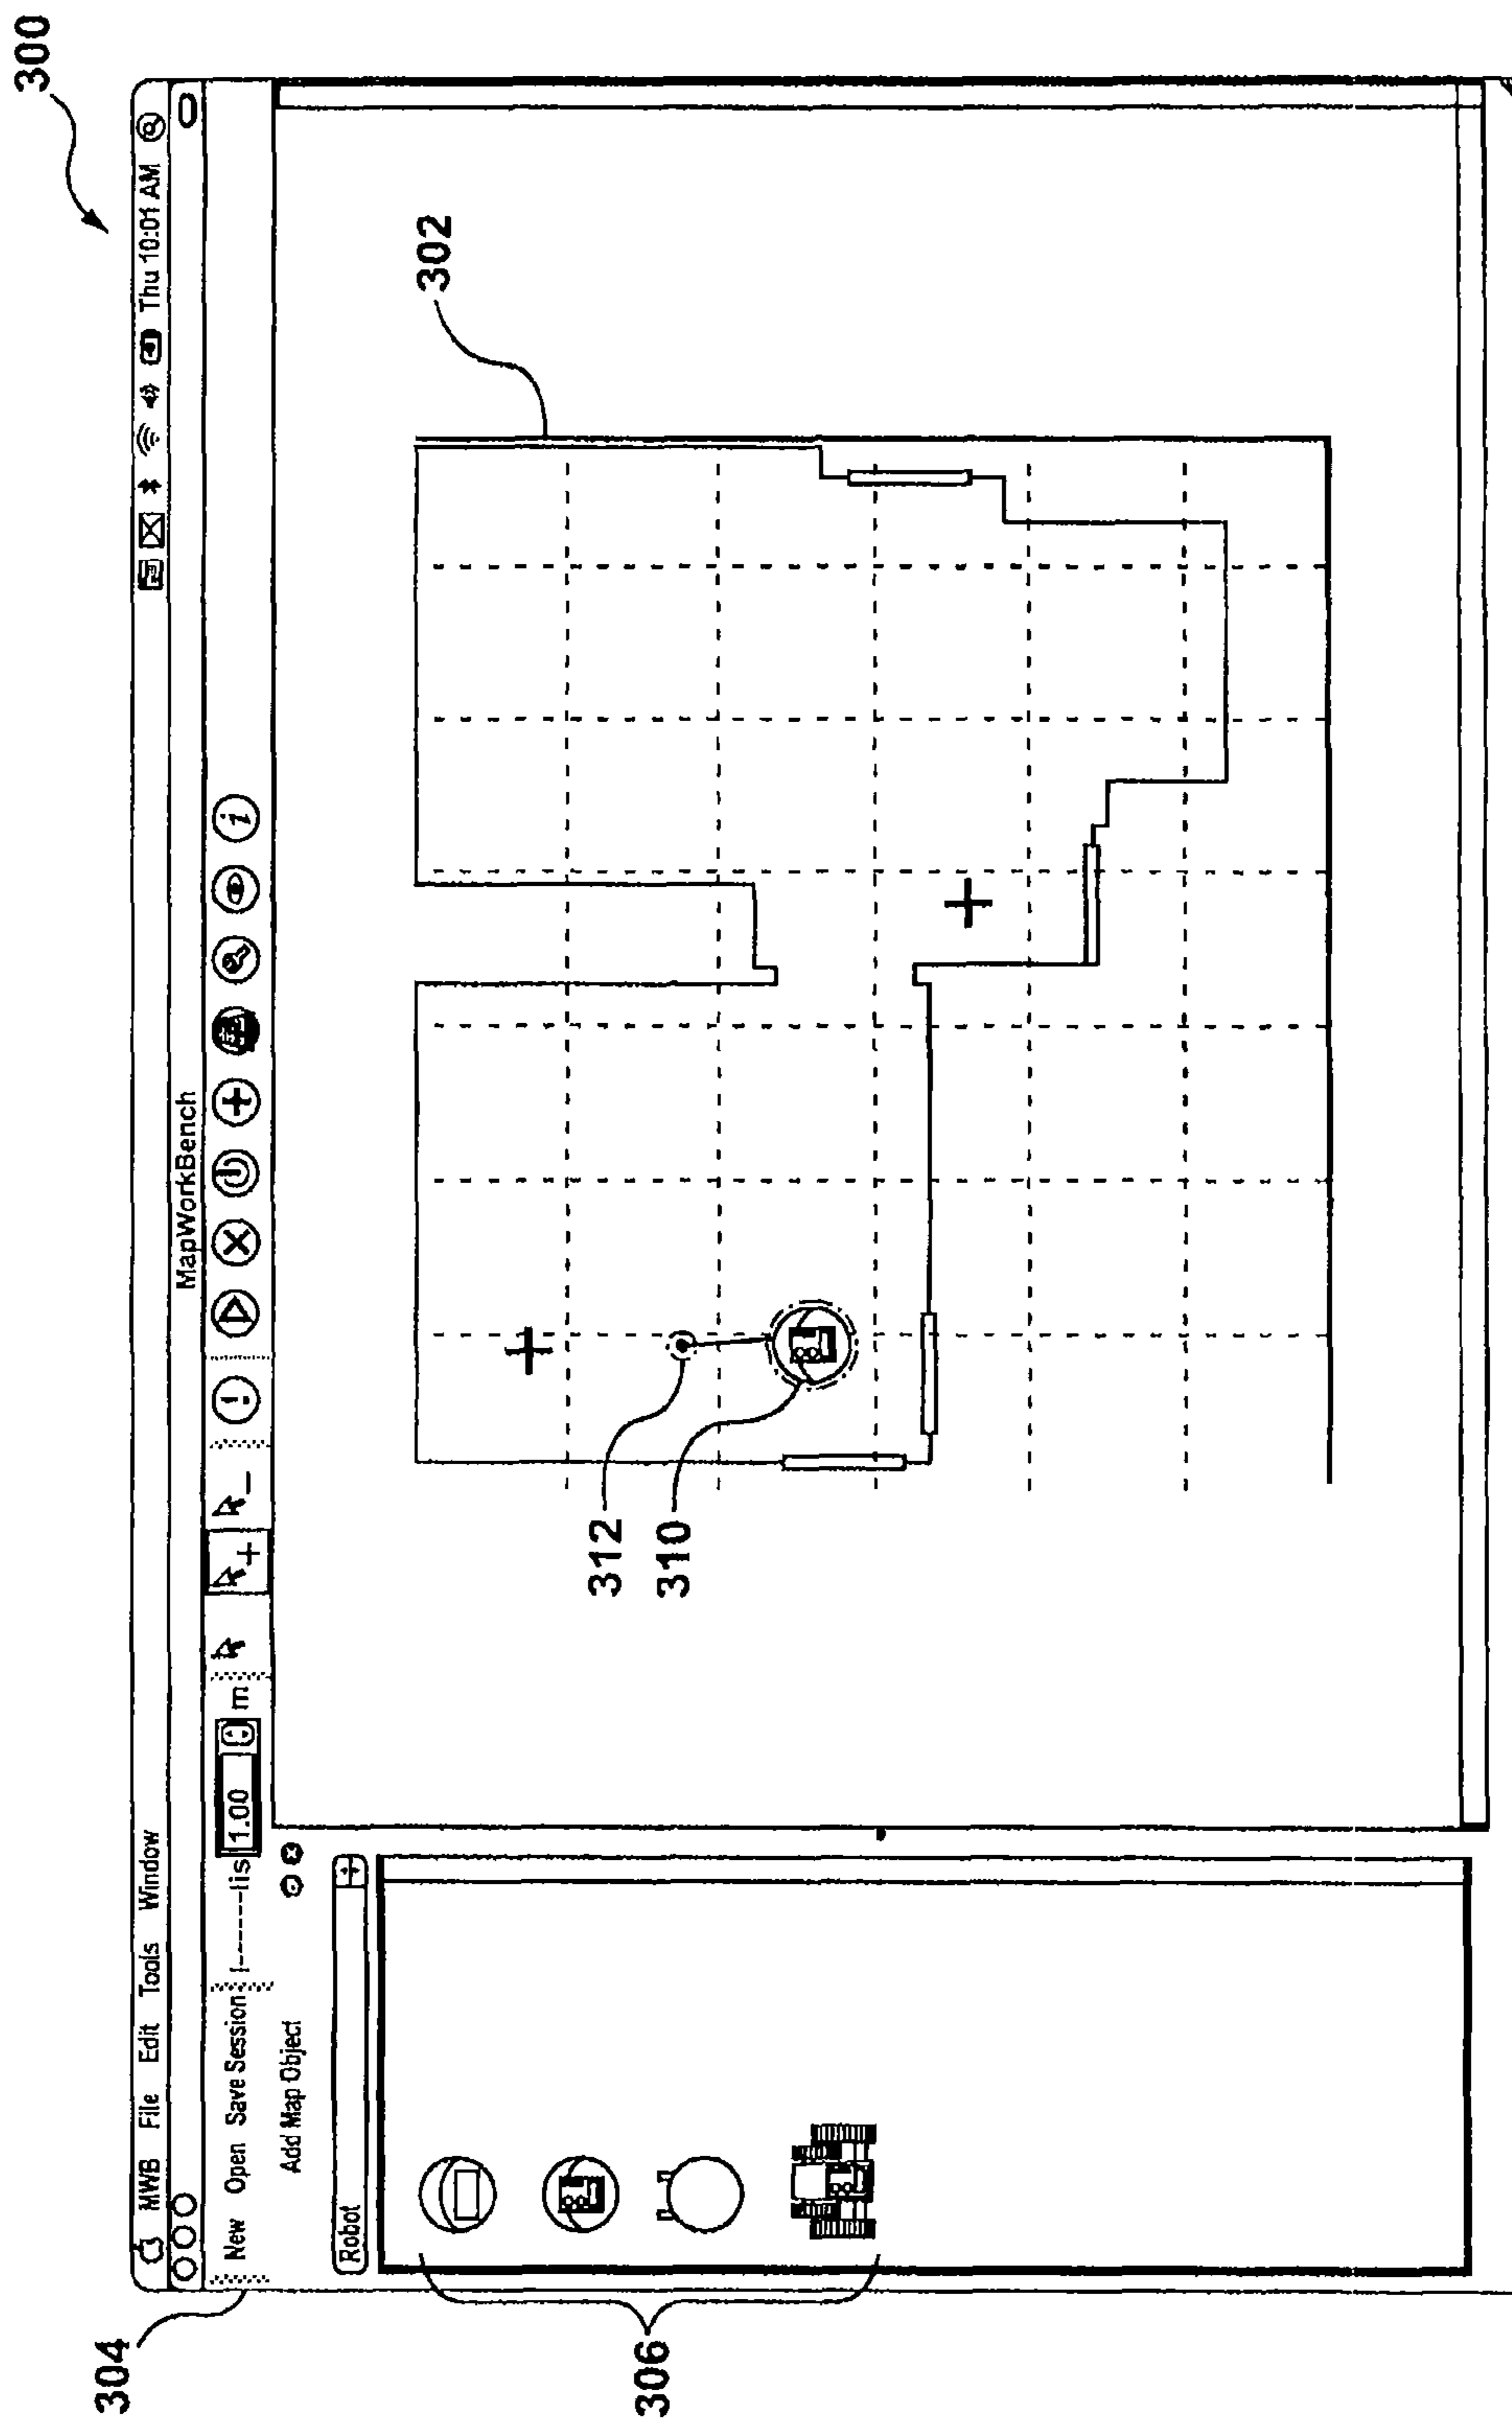 300
MWB File Edit Tools Window Thu 10:01 AM
MapWorkBench
304
New Open Save Session 1.00 m
Add Map Object
Robot
302
306
312
310